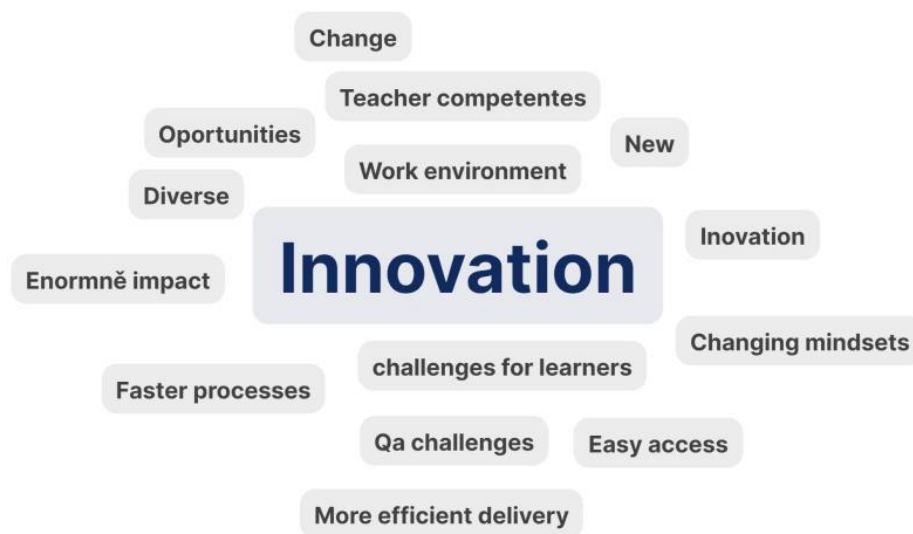 Change
Teacher competentes
Oportunities
New
Work environment
Diverse
Inovation
Innovation
Enormně impact
Changing mindsets
challenges for learners
Faster processes
Qa challenges
Easy access
More efficient delivery